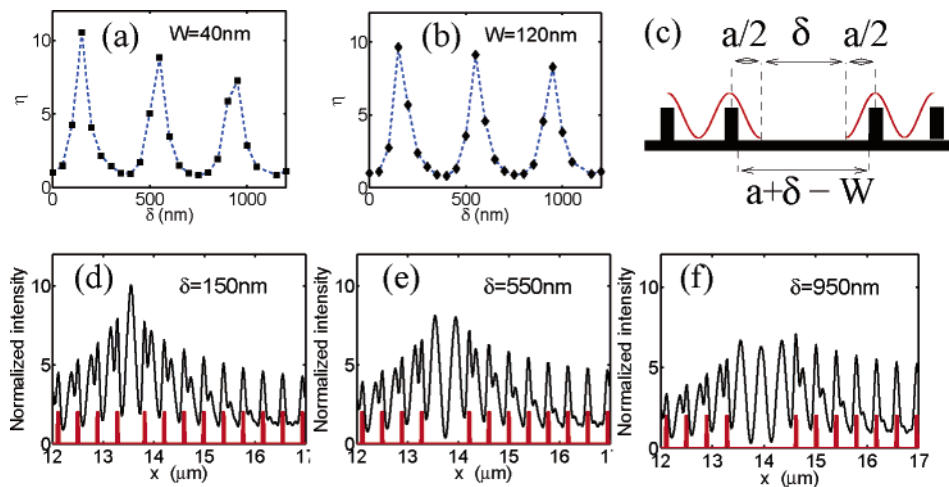 (a) W=40nm
10
5
0
η
0 500 1000
δ (nm)
(b) W=120nm
10
5
0
η
0 500 1000
δ (nm)
(c)
a/2 δ a/2
a+δ − W
(d) δ=150nm
10
5
0
Normalized intensity
12 13 14 15 16 17
x (μm)
(e) δ=550nm
10
5
0
Normalized intensity
12 13 14 15 16 17
x (μm)
(f) δ=950nm
10
5
0
Normalized intensity
12 13 14 15 16 17
x (μm)